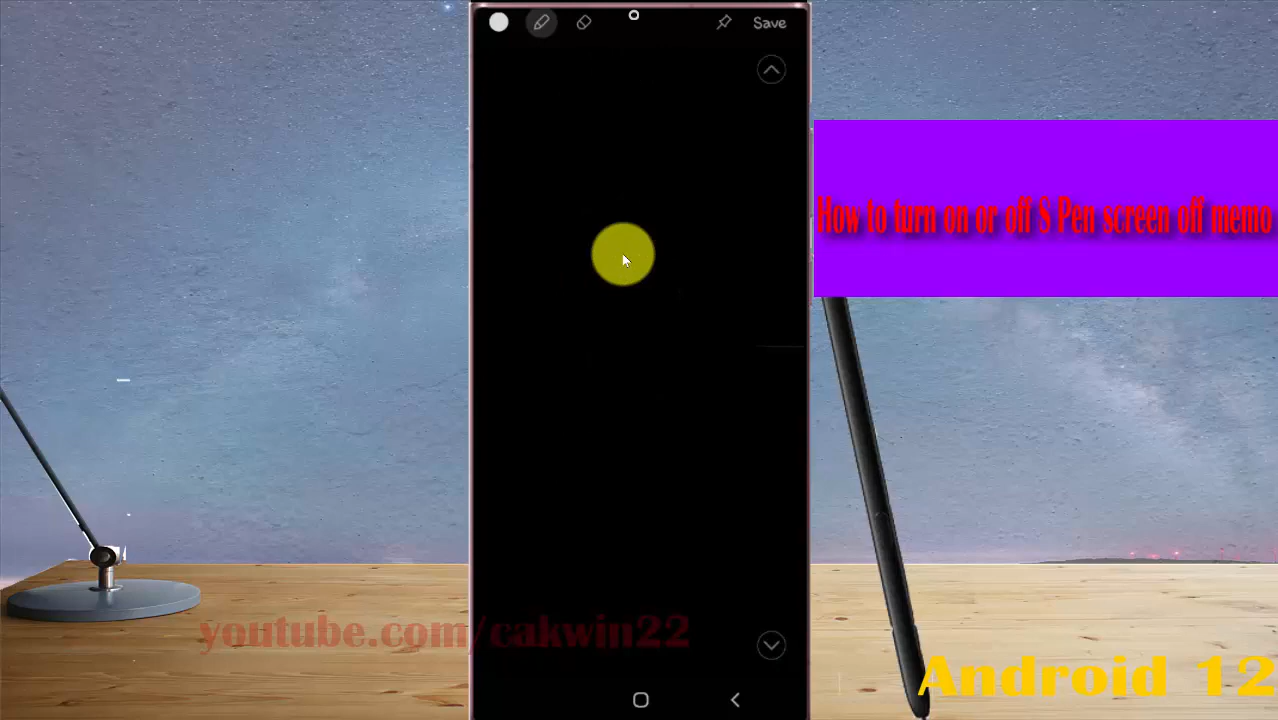 Save
How to turn on or off S Pen screen off memo
youtube.com/cakwin22
Android 12